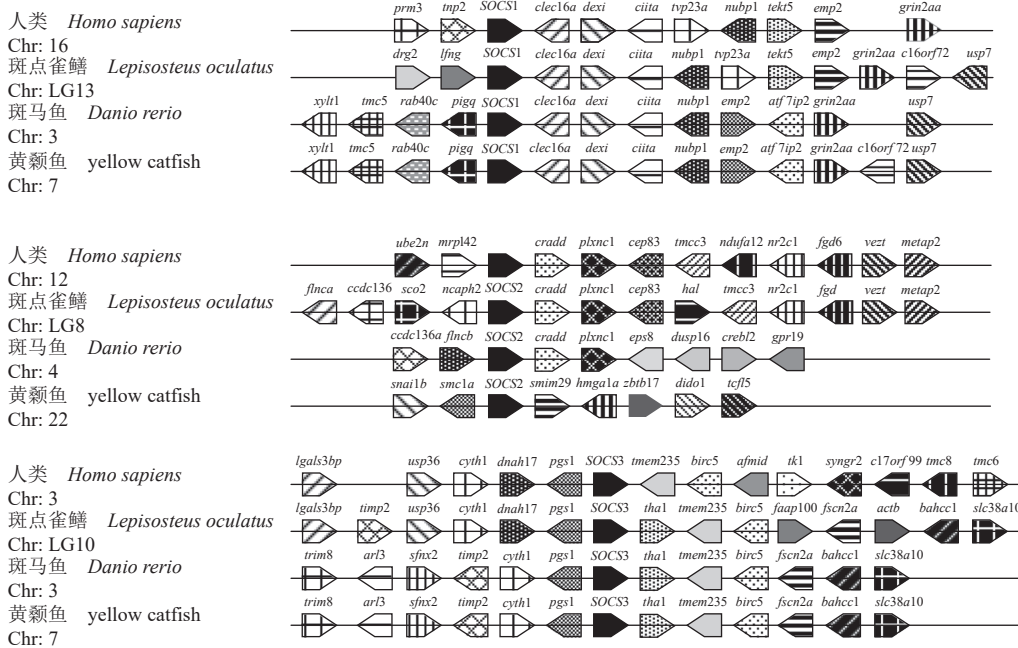 prm3 tnp2 SOCS1 clec16a dexi ciita tvp23a nubp1 tekt5 emp2 grin2aa
人类 Homo sapiens
Chr: 16
drg2 lfng SOCS1 clec16a dexi ciita nubp1 tvp23a tekt5 emp2 grin2aa c16orf72 usp7
斑点雀鳝 Lepisosteus oculatus
Chr: LG13
xylt1 tmc5 rab40c pigq SOCS1 clec16a dexi ciita nubp1 emp2 atf 7ip2 grin2aa usp7
斑马鱼 Danio rerio
Chr: 3
xylt1 tmc5 rab40c pigq SOCS1 clec16a dexi ciita nubp1 emp2 atf 7ip2 grin2aa c16orf 72 usp7
黄颡鱼 yellow catfish
Chr: 7
ube2n mrpl42 cradd plxnc1 cep83 tmcc3 ndufa12 nr2c1 fgd6 vezt metap2
人类 Homo sapiens
Chr: 12
flnca ccdc136 sco2 ncaph2 SOCS2 cradd plxnc1 cep83 hal tmcc3 nr2c1 fgd vezt metap2
斑点雀鳝 Lepisosteus oculatus
Chr: LG8
ccdc136a flncb SOCS2 cradd plxnc1 eps8 dusp16 crebl2 gpr19
斑马鱼 Danio rerio
Chr: 4
snai1b smc1a SOCS2 smim29 hmga1a zbtb17 dido1 tcfl5
黄颡鱼 yellow catfish
Chr: 22
lgals3bp usp36 cyth1 dnah17 pgs1 SOCS3 tmem235 birc5 afmid tk1 syngr2 c17orf 99 tmc8 tmc6
人类 Homo sapiens
Chr: 3
lgals3bp timp2 usp36 cyth1 dnah17 pgs1 SOCS3 tha1 tmem235 birc5 faap100 fscn2a actb bahcc1 slc38a10
斑点雀鳝 Lepisosteus oculatus
Chr: LG10
trim8 arl3 sfnx2 timp2 cyth1 pgs1 SOCS3 tha1 tmem235 birc5 fscn2a bahcc1 slc38a10
斑马鱼 Danio rerio
Chr: 3
trim8 arl3 sfnx2 timp2 cyth1 pgs1 SOCS3 tha1 tmem235 birc5 fscn2a bahcc1 slc38a10
黄颡鱼 yellow catfish
Chr: 7